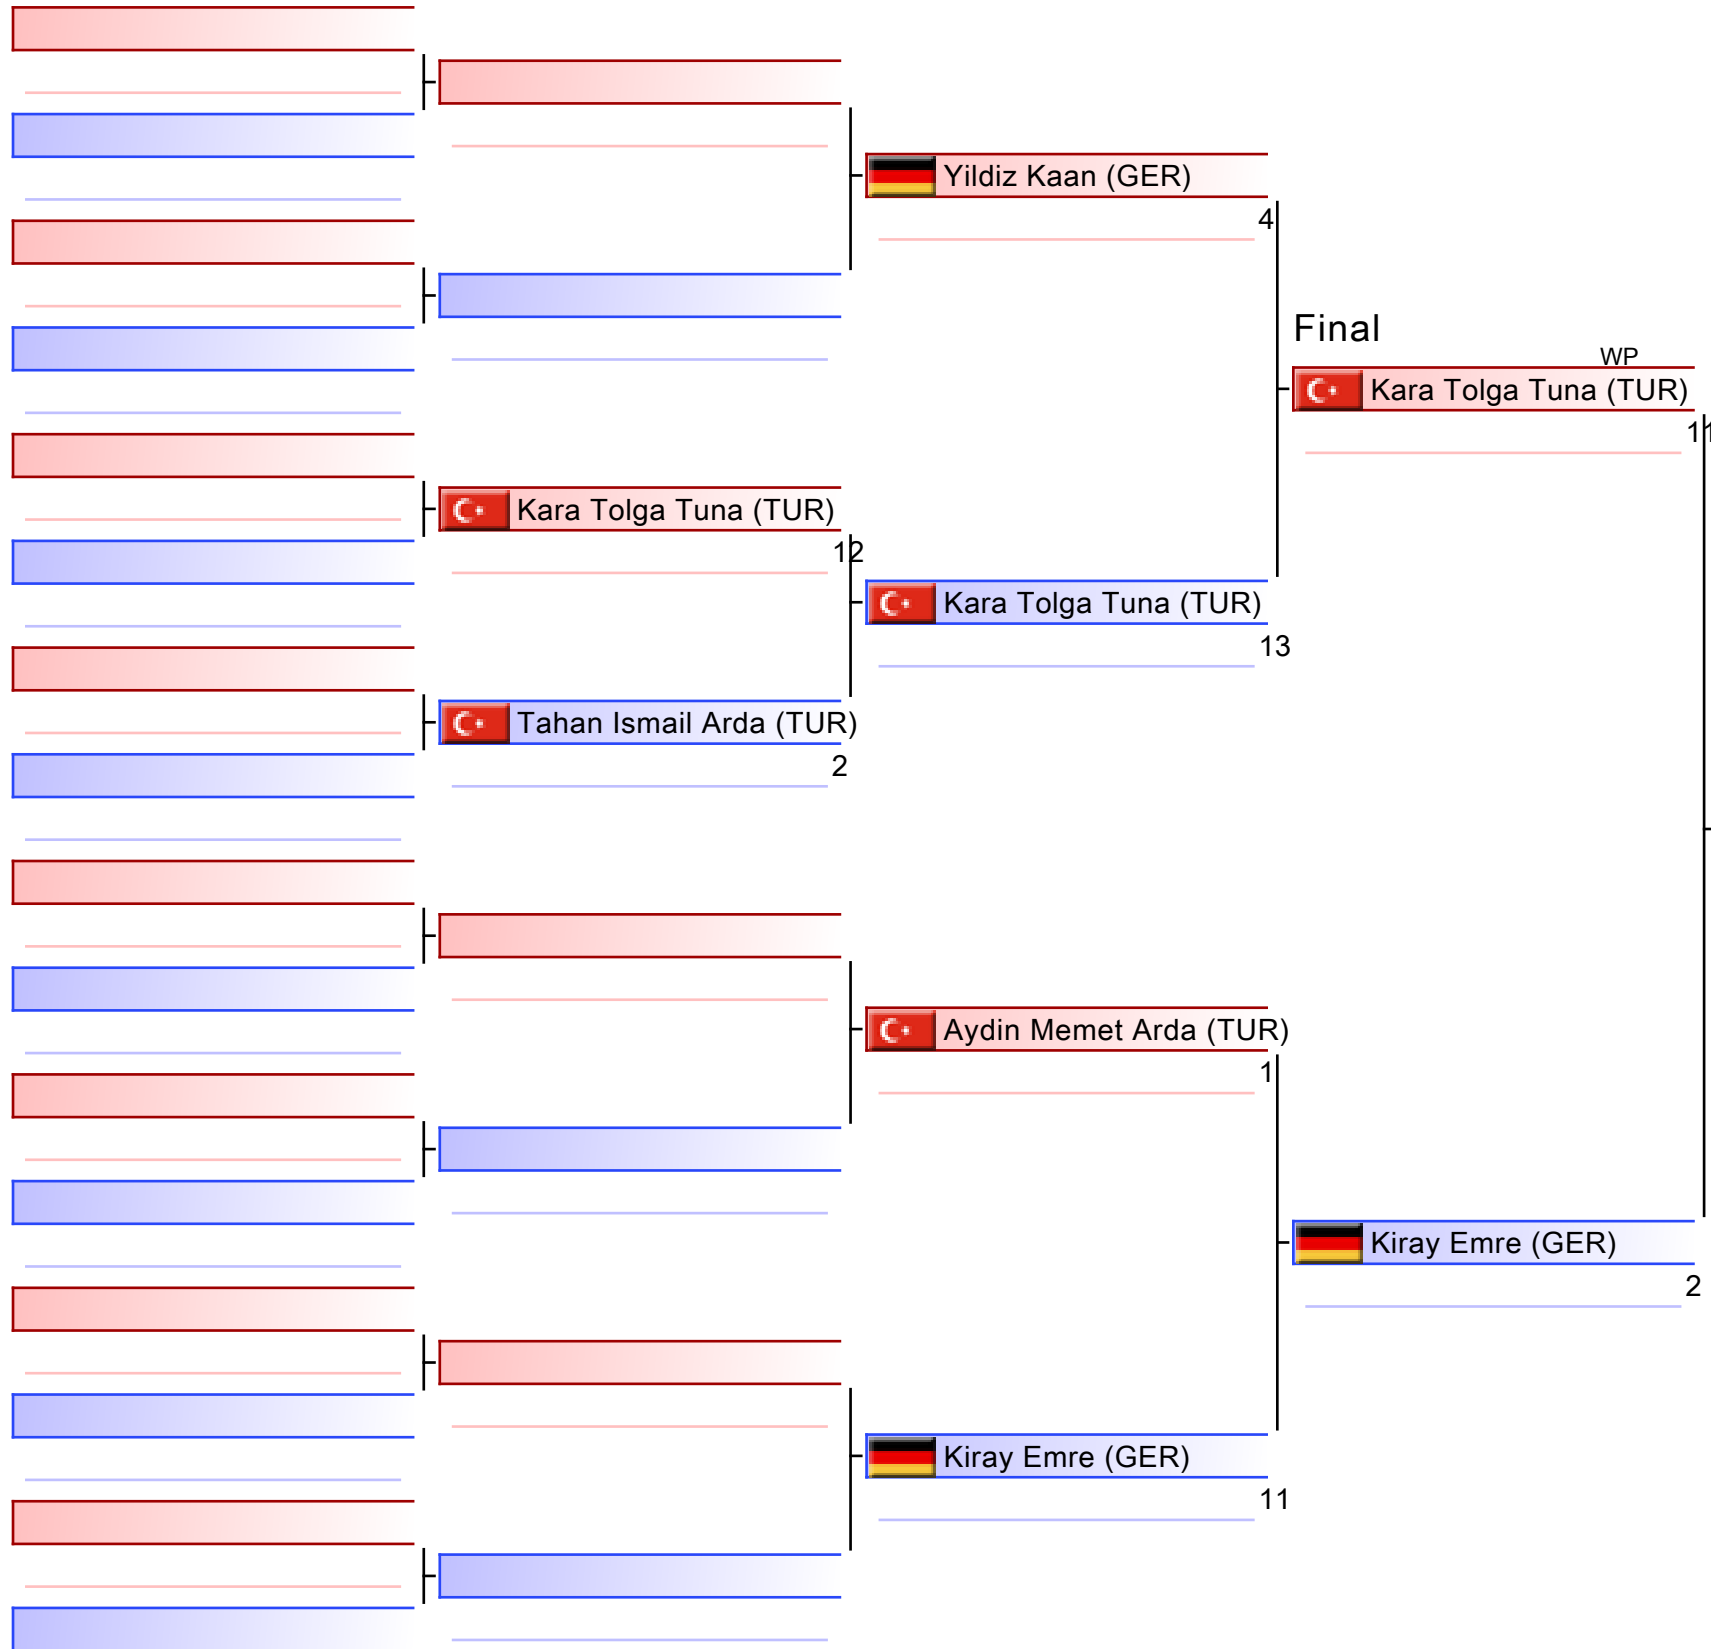 Yildiz Kaan (GER)
4
Final
WP
Kara Tolga Tuna (TUR)
11
Kara Tolga Tuna (TUR)
12
Kara Tolga Tuna (TUR)
13
Tahan Ismail Arda (TUR)
2
Aydin Memet Arda (TUR)
1
Kiray Emre (GER)
2
Kiray Emre (GER)
11